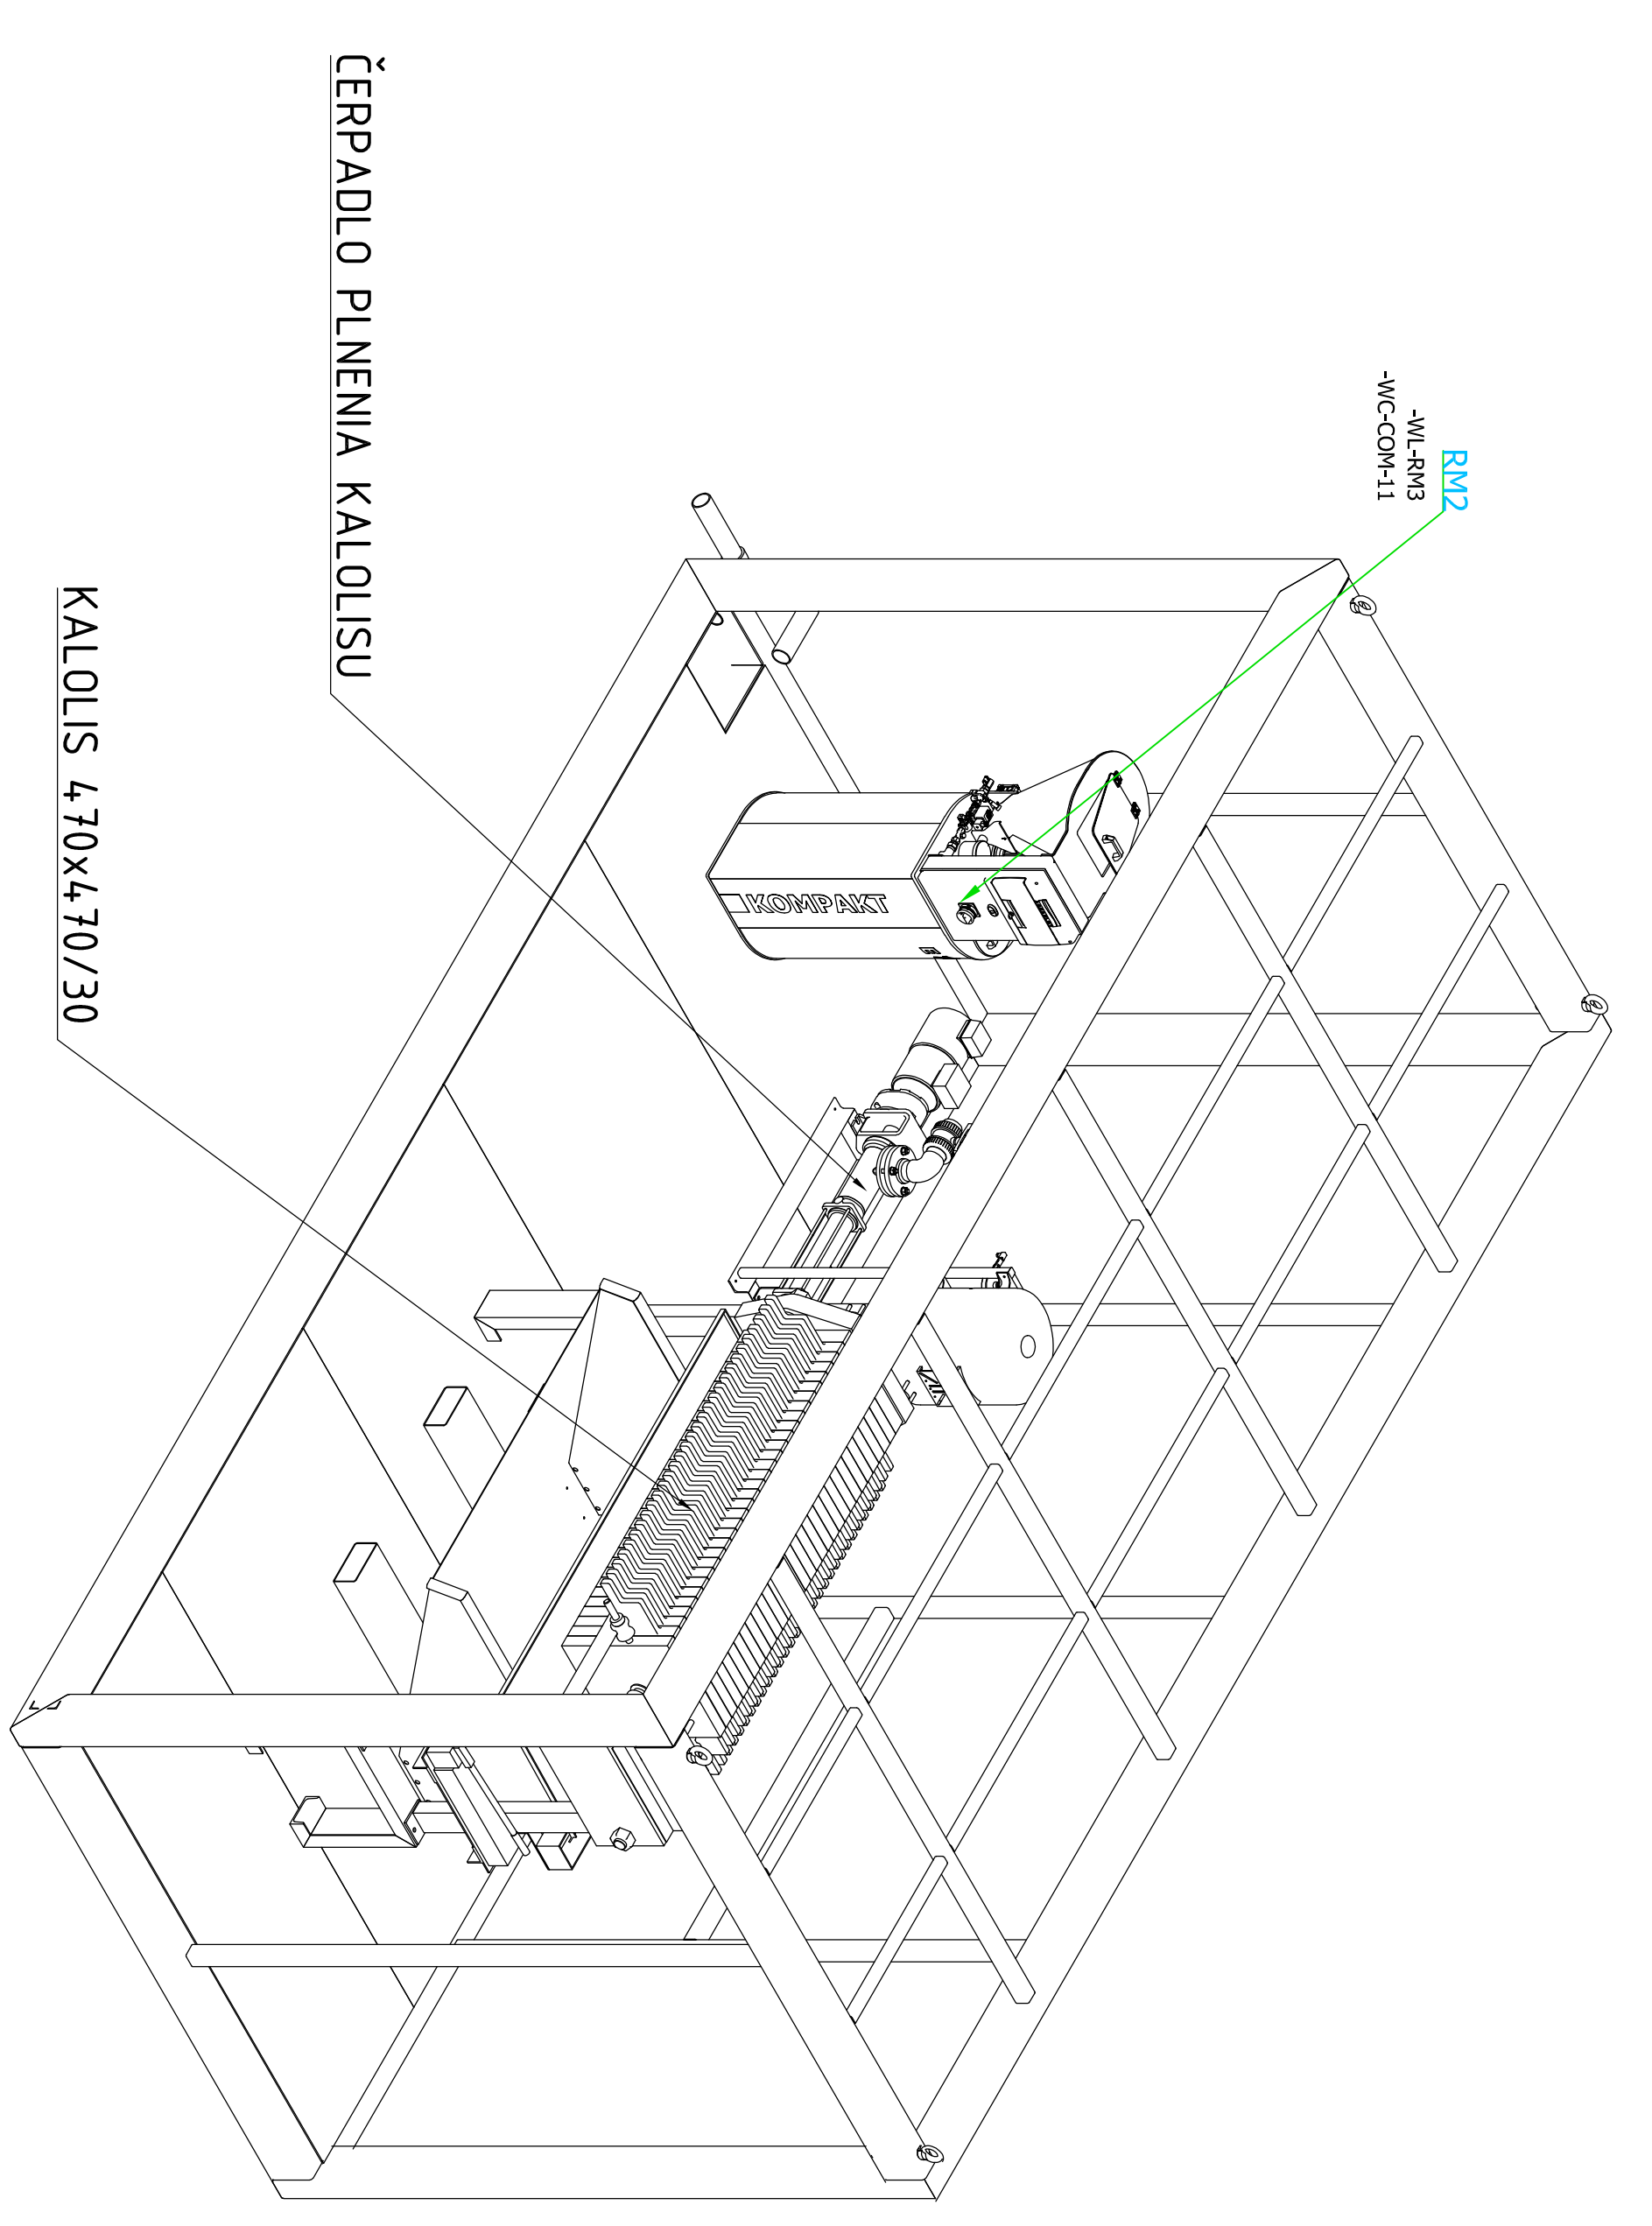 RM2
-WL-RM3
-WC-COM-11
KOMPAKT
ČERPADLO PLNENIA KALOLISU
KALOLIS 470x470/30